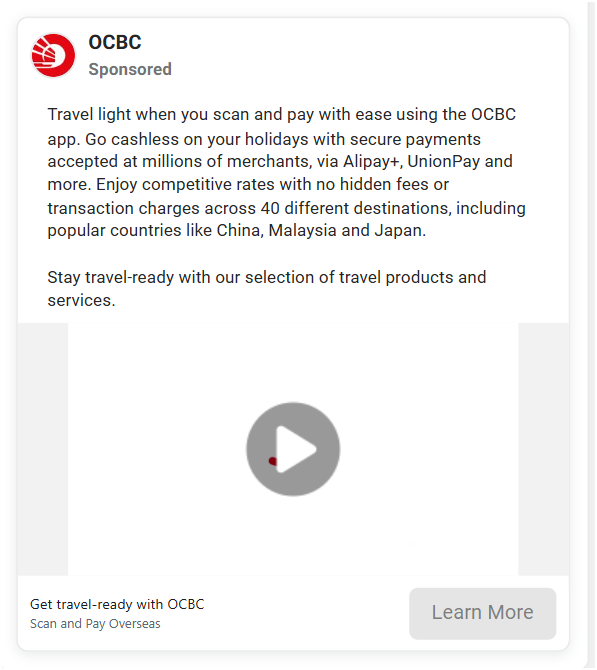 OCBC
Sponsored
Travel light when you scan and pay with ease using the OCBC
app. Go cashless on your holidays with secure payments
accepted at millions of merchants, via Alipay+, UnionPay and
more. Enjoy competitive rates with no hidden fees or
transaction charges across 40 different destinations, including
popular countries like China, Malaysia and Japan.
Stay travel-ready with our selection of travel products and
services.
Get travel-ready with OCBC
Scan and Pay Overseas
Learn More